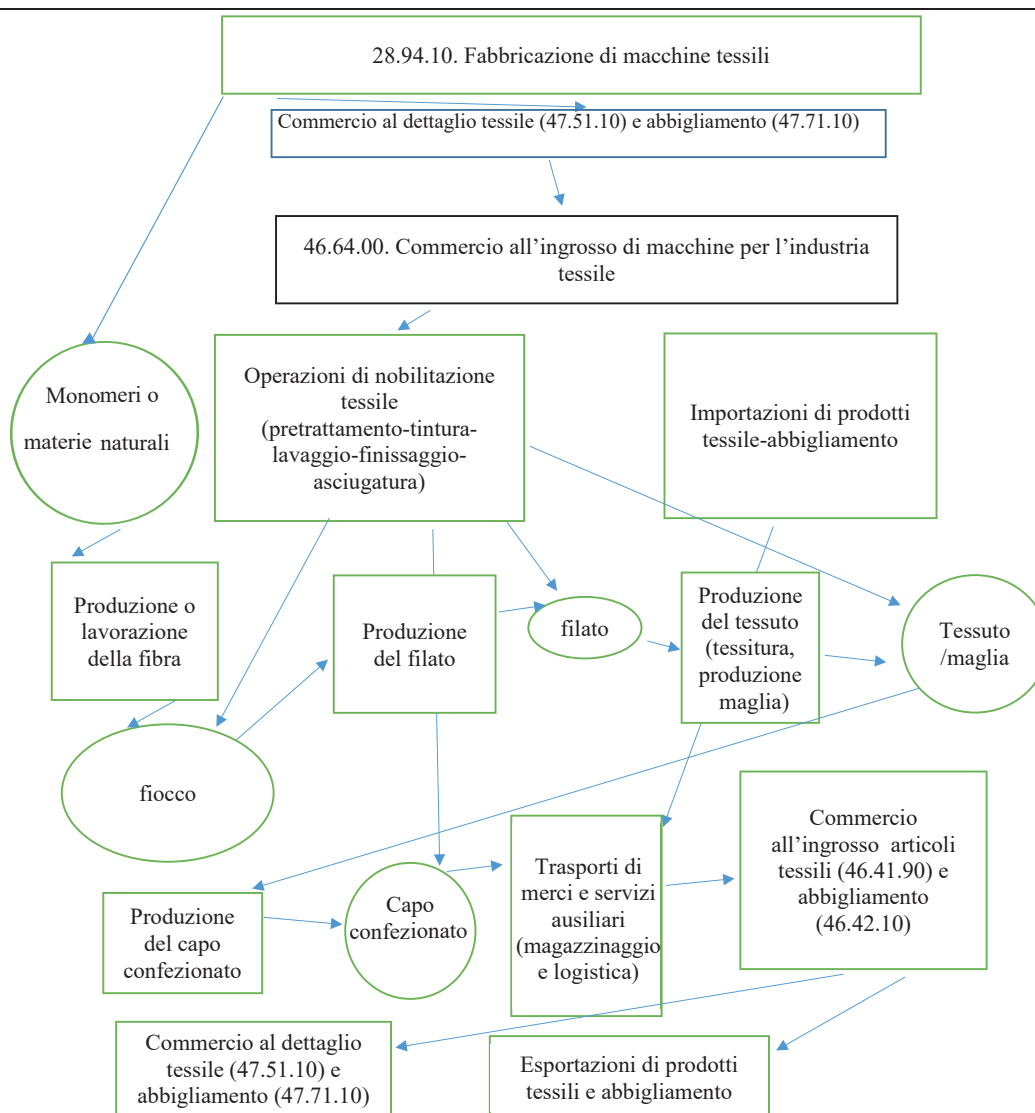 28.94.10. Fabbricazione di macchine tessili
Commercio al dettaglio tessile (47.51.10) e abbigliamento (47.71.10)
46.64.00. Commercio all’ingrosso di macchine per l’industria
tessile
Monomeri o
materie naturali
Operazioni di nobilitazione
tessile
(pretrattamento-tintura-
lavaggio-finissaggio-
asciugatura)
Importazioni di prodotti
tessile-abbigliamento
Produzione o
lavorazione
della fibra
Produzione
del filato
filato
Produzione
del tessuto
(tessitura,
produzione
maglia)
Tessuto
/maglia
fiocco
Produzione
del capo
confezionato
Capo
confezionato
Trasporti di
merci e servizi
ausiliari
(magazzinaggio
e logistica)
Commercio
all’ingrosso articoli
tessili (46.41.90) e
abbigliamento
(46.42.10)
Commercio al dettaglio
tessile (47.51.10) e
abbigliamento (47.71.10)
Esportazioni di prodotti
tessili e abbigliamento